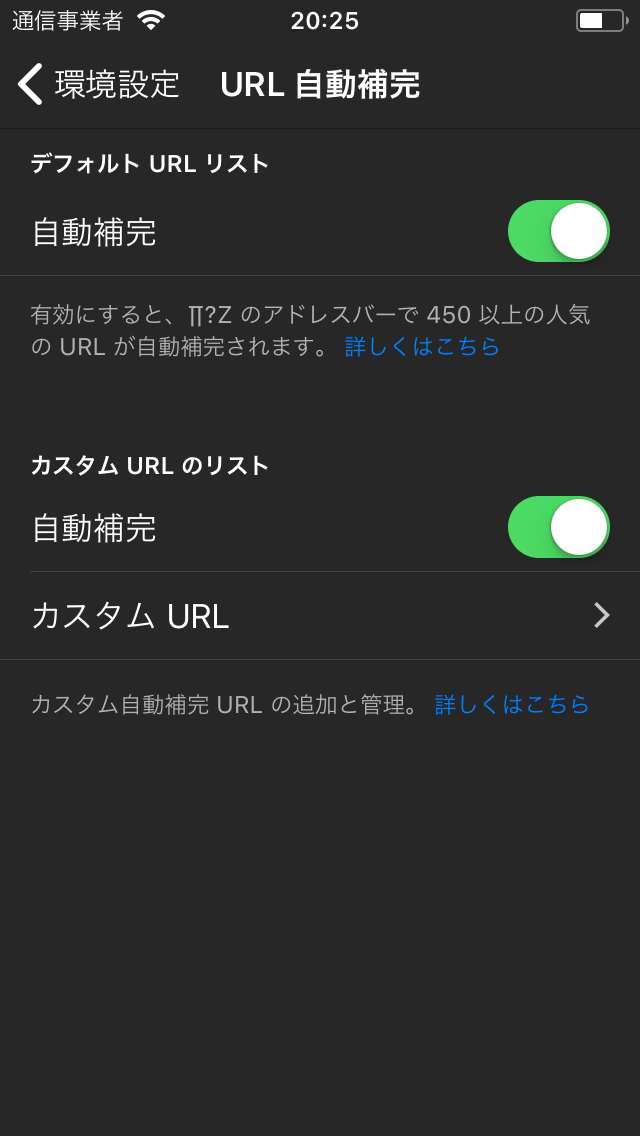 通信事業者 20:25
環境設定 URL 自動補完
デフォルト URL リスト
自動補完
有効にすると、∏?Z のアドレスバーで 450 以上の人気
の URL が自動補完されます。 詳しくはこちら
カスタム URL のリスト
自動補完
カスタム URL
カスタム自動補完 URL の追加と管理。 詳しくはこちら